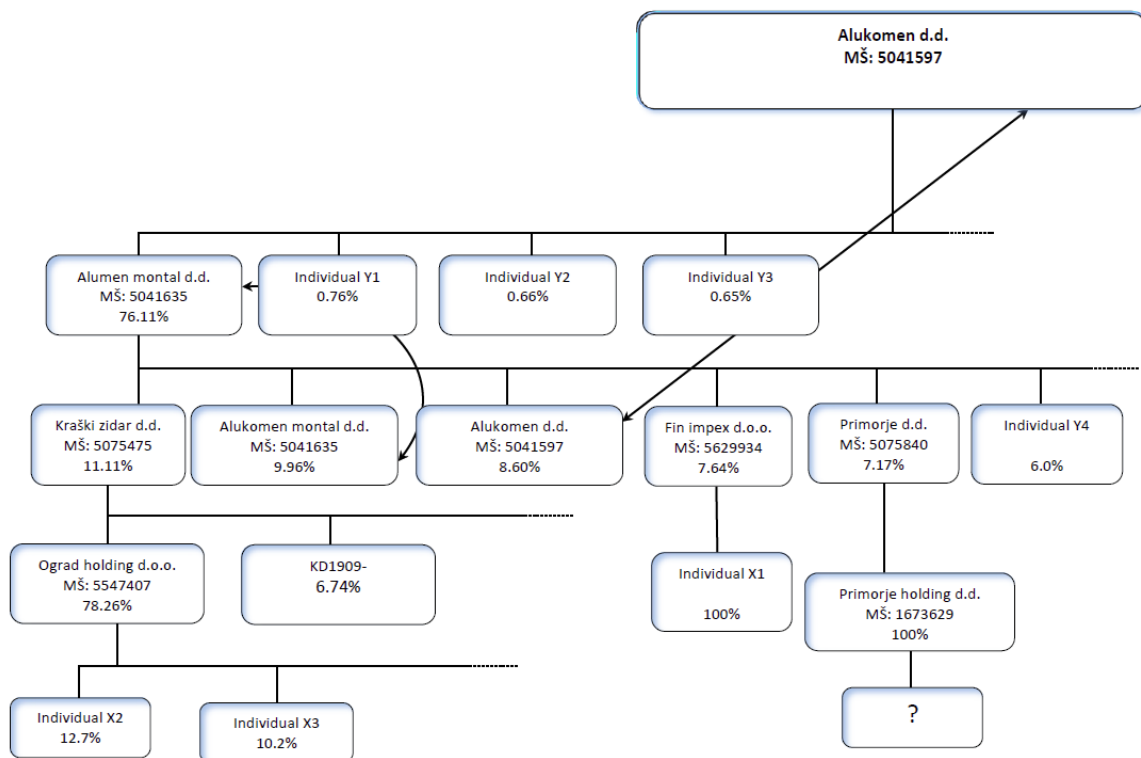 Alukomen d.d.
MŠ: 5041597
Alumen montal d.d.
MŠ: 5041635
76.11%
Individual Y1
0.76%
Individual Y2
0.66%
Individual Y3
0.65%
Kraški zidar d.d.
MŠ: 5075475
11.11%
Alukomen montal d.d.
MŠ: 5041635
9.96%
Alukomen d.d.
MŠ: 5041597
8.60%
Fin impex d.o.o.
MŠ: 5629934
7.64%
Primorje d.d.
MŠ: 5075840
7.17%
Individual Y4
6.0%
Ograd holding d.o.o.
MŠ: 5547407
78.26%
KD1909-
6.74%
Individual X1
100%
Primorje holding d.d.
MŠ: 1673629
100%
Individual X2
12.7%
Individual X3
10.2%
?